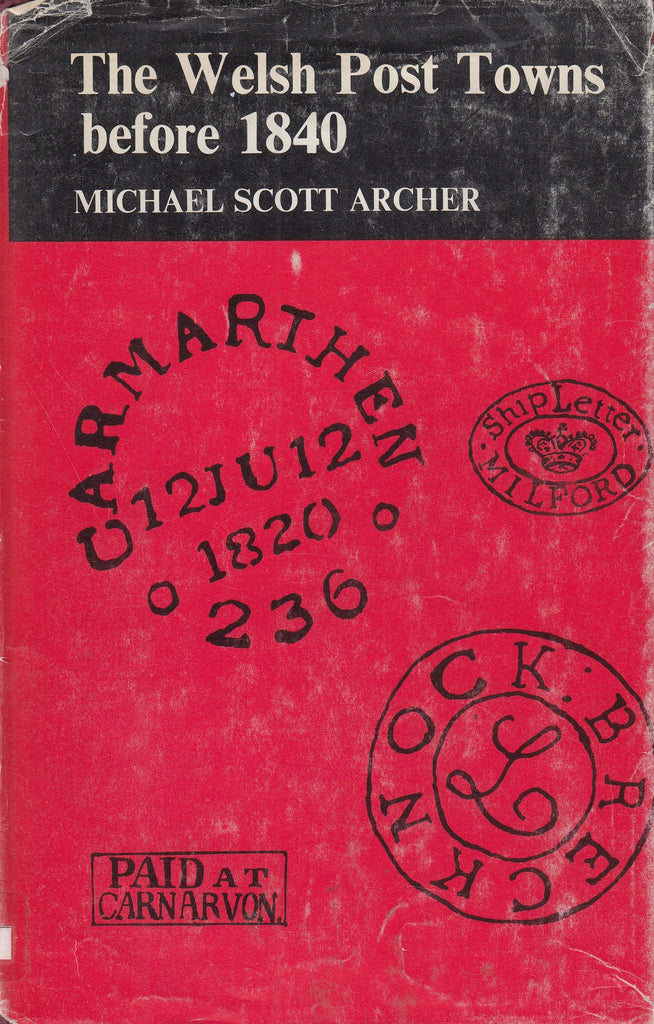 The Welsh Post Towns
before 1840
MICHAEL SCOTT ARCHER
CARMARTHEN
12JU12
1820
236
Ship Letter
MILFORD
BRECKNOCK:
L
PAID AT
CARNARVON.